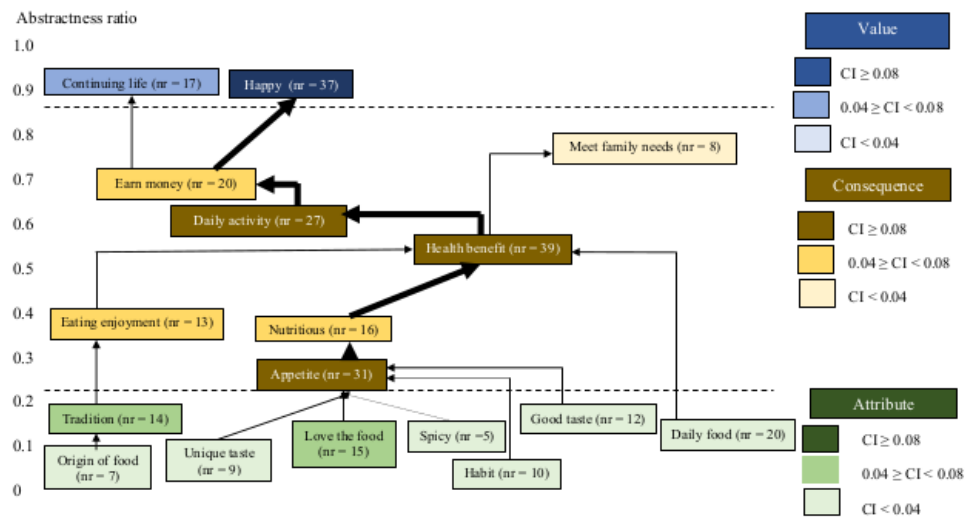 Abstractness ratio
1.0
0.9
0.8
0.7
0.6
0.5
0.4
0.3
0.2
0.1
0
Continuing life (nr = 17)
Happy (nr = 37)
Meet family needs (nr = 8)
Earn money (nr = 20)
Daily activity (nr = 27)
Health benefit (nr = 39)
Eating enjoyment (nr = 13)
Nutritious (nr = 16)
Appetite (nr = 31)
Tradition (nr = 14)
Good taste (nr = 12)
Origin of food
(nr = 7)
Unique taste
(nr = 9)
Love the food
(nr = 15)
Spicy (nr =5)
Habit (nr = 10)
Daily food (nr = 20)
Value
CI ≥ 0.08
0.04 ≥ CI < 0.08
CI < 0.04
Consequence
CI ≥ 0.08
0.04 ≥ CI < 0.08
CI < 0.04
Attribute
CI ≥ 0.08
0.04 ≥ CI < 0.08
CI < 0.04